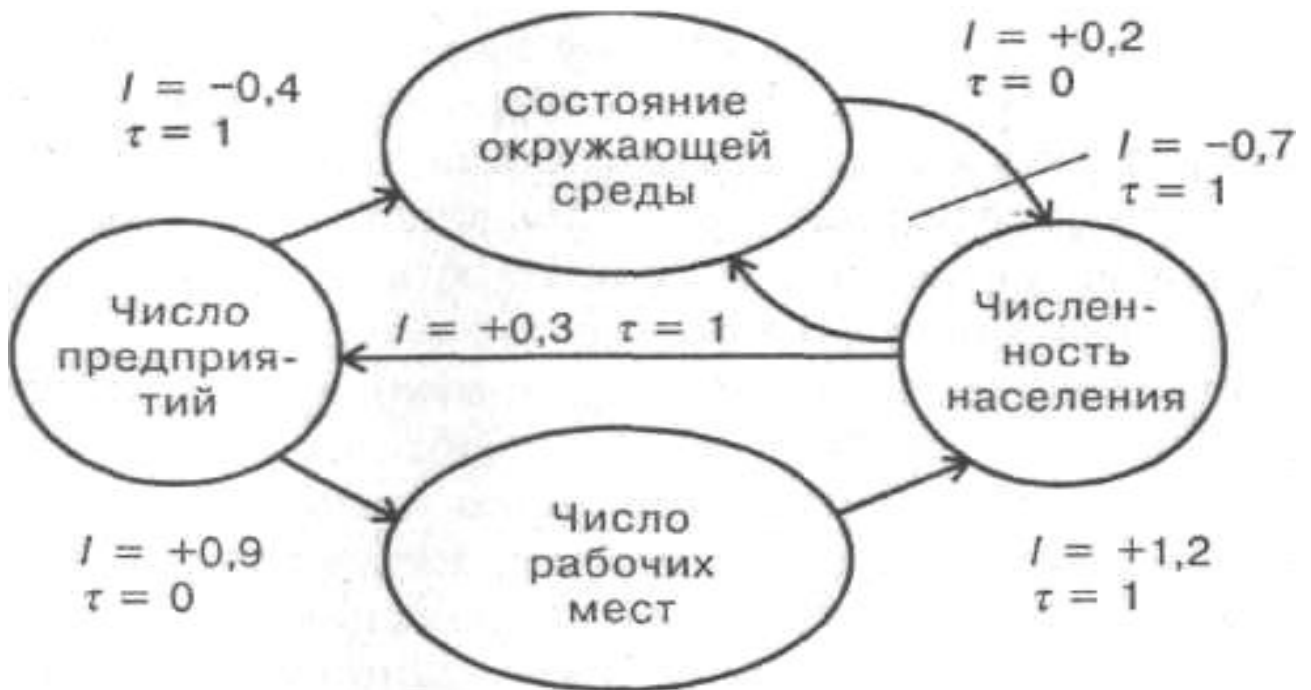 I = -0,4
τ = 1
Состояние
окружающей
среды
I = +0,2
τ = 0
I = -0,7
τ = 1
Число
предприя-
тий
I = +0,3 τ = 1
Числен-
ность
населения
I = +0,9
τ = 0
Число
рабочих
мест
I = +1,2
τ = 1